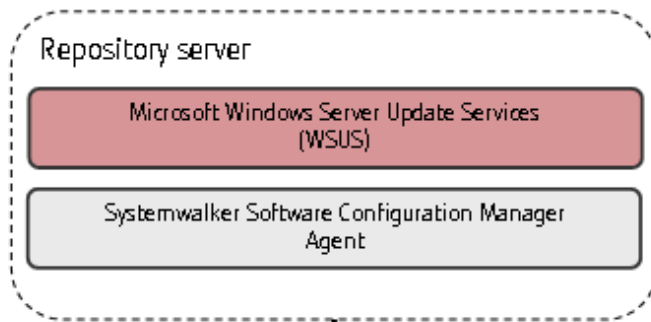 Repository server
Microsoft Windows Server Update Services
(WSUS)
Systemwalker Software Configuration Manager
Agent